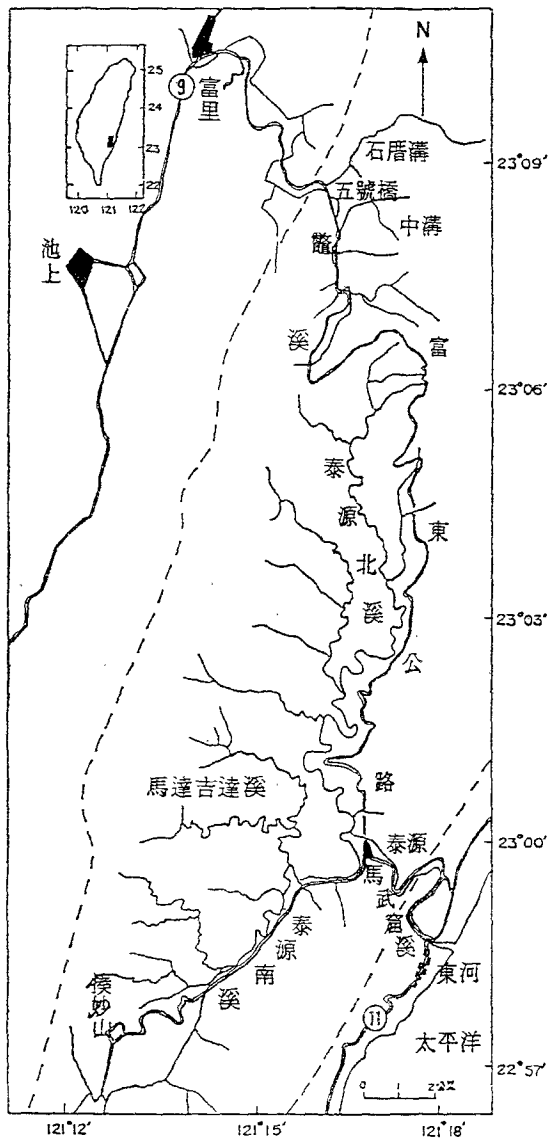 N
25
24
23
22
120
121
122
9
富里
石厝溝
五號橋
中溝
鼈溪
池上
富東公路
泰源北溪
馬達吉達溪
泰源
馬武窟溪
泰源南溪
東河
11
太平洋
23°09'
23°06'
23°03'
23°00'
22°57'
0
121°12'
121°15'
121°18'